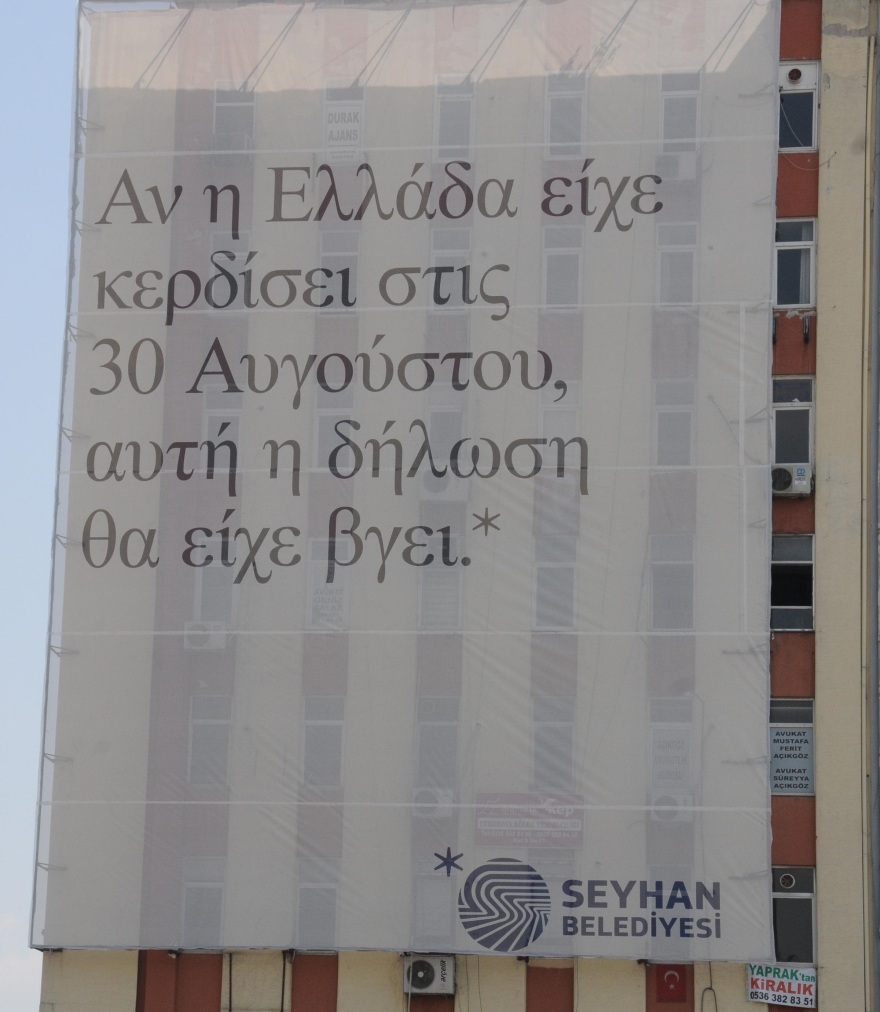 DURAK
AJANS
Αν η Ελλάδα είχε
κερδίσει στις
30 Αυγούστου,
αυτή η δήλωση
θα είχε βγει.*
AVUKAT
MUSTAFA
FERİT
AÇIKGÖZ
AVUKAT
SÜREYYA
AÇIKGÖZ
* SEYHAN
BELEDİYESİ
YAPRAK'tan
KİRALIK
0536 382 83 51